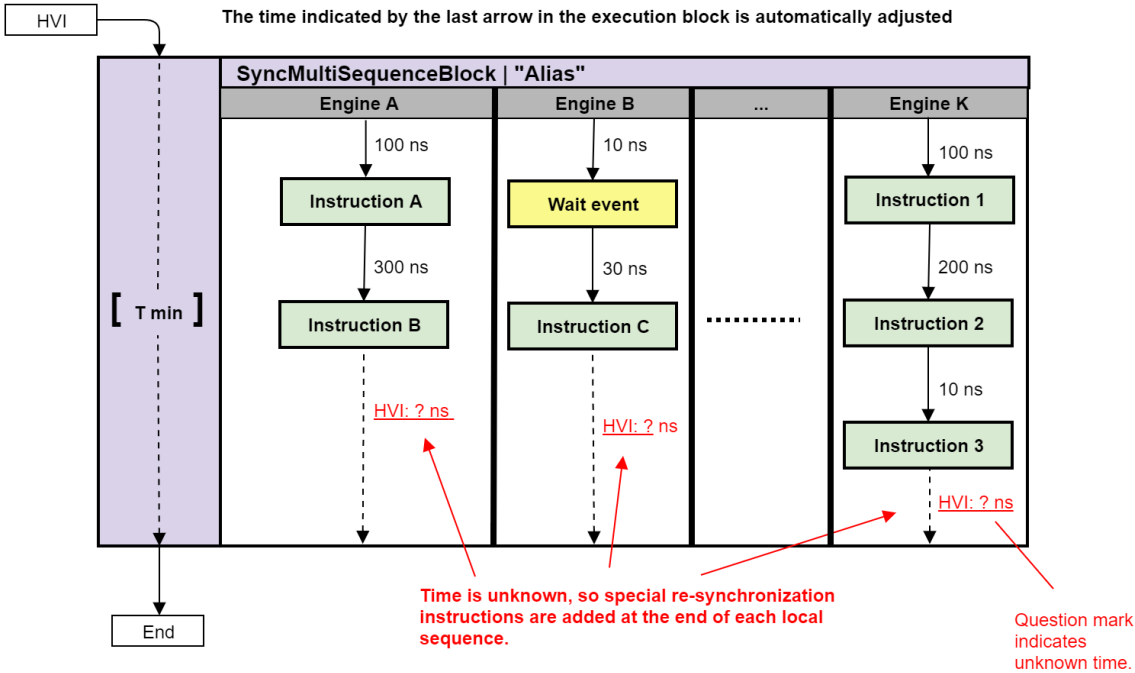 HVI
The time indicated by the last arrow in the execution block is automatically adjusted
SyncMultiSequenceBlock | "Alias"
Engine A
Engine B
...
Engine K
100 ns
10 ns
100 ns
Instruction A
Wait event
Instruction 1
300 ns
30 ns
200 ns
[ T min ]
Instruction B
Instruction C
Instruction 2
10 ns
HVI: ? ns
HVI: ? ns
Instruction 3
HVI: ? ns
Time is unknown, so special re-synchronization
instructions are added at the end of each local
sequence.
End
Question mark
indicates
unknown time.